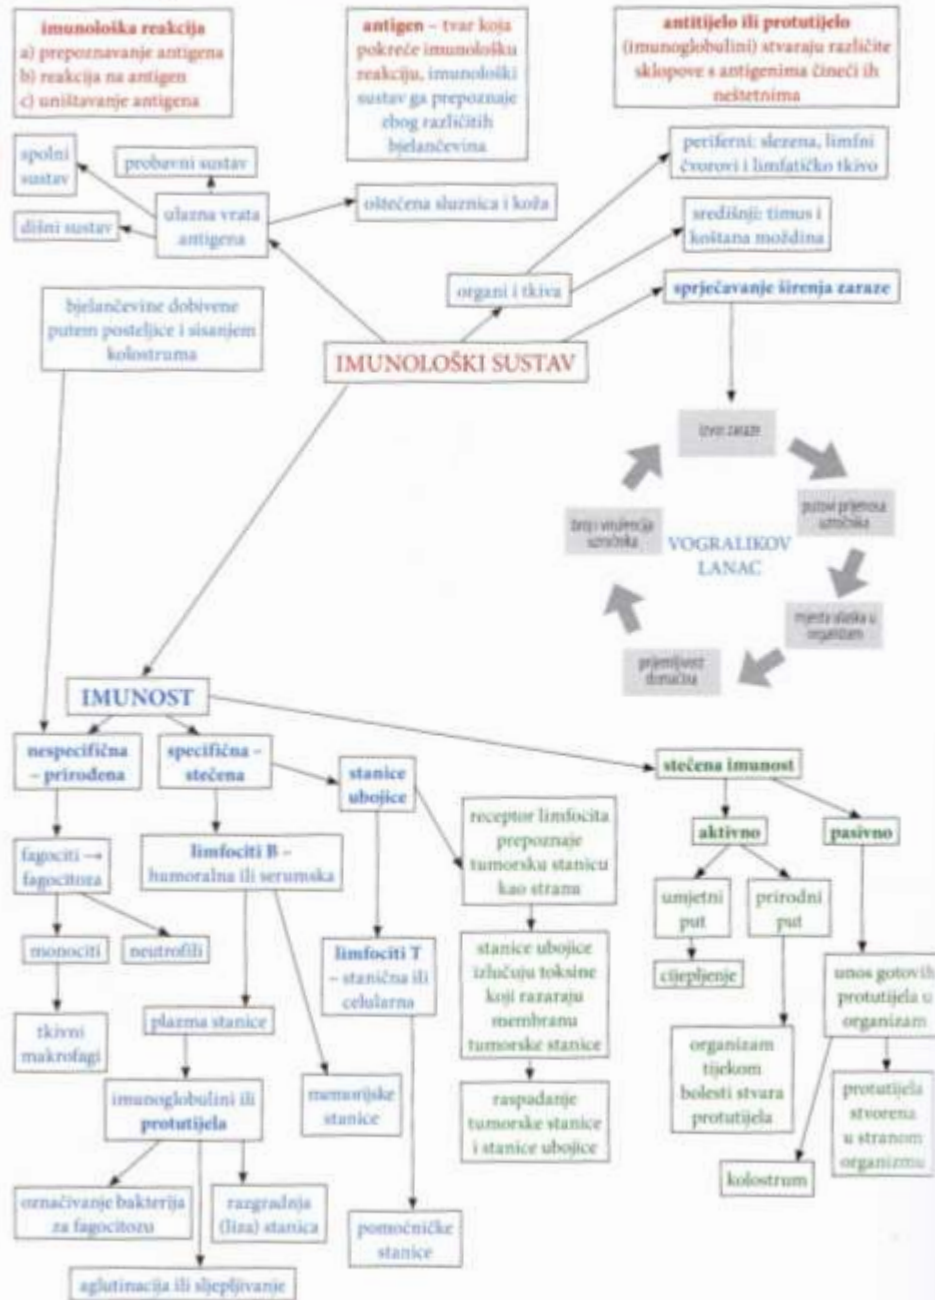 imunološka reakcija
a) prepoznavanje antigena
b) reakcija na antigen
c) uništavanje antigena
antigen – tvar koja
pokreće imunološku
reakciju, imunološki
sustav ga prepoznaje
zbog različitih
bjelančevina
antitijelo ili protutijelo
(imunoglobulini) stvaraju različite
sklopove s antigenima čineći ih
neštetnima
spolni
sustav
probavni sustav
dišni sustav
ulazna vrata
antigena
oštećena sluznica i koža
periferni: slezena, limfni
čvorovi i limfatičko tkivo
središnji: timus i
koštana moždina
organi i tkiva
sprječavanje širenja zaraze
bjelančevine dobivene
putem posteljice i sisanjem
kolostruma
IMUNOLOŠKI SUSTAV
izvor zaraze
putovi prijenosa
uzročnika
mjesto ulaska u
organizam
prijemljivost
domaćina
broj i virulencija
uzročnika
VOGRALIKOV
LANAC
IMUNOST
nespecifična
– prirođena
specifična –
stečena
stanice
ubojice
stečena imunost
fagociti →
fagocitoza
limfociti B –
humoralna ili serumska
receptor limfocita
prepoznaje
tumorsku stanicu
kao stranu
aktivno
pasivno
umjetni
put
prirodni
put
monociti
neutrofili
limfociti T
– stanična ili
celularna
stanice ubojice
izlučuju toksine
koji razaraju
membranu
tumorske stanice
cijepljenje
unos gotovih
protutijela u
organizam
tkivni
makrofagi
plazma stanice
organizam
tijekom
bolesti stvara
protutijela
imunoglobulini ili
protutijela
memorijske
stanice
raspadanje
tumorske stanice
i stanice ubojice
protutijela
stvorena
u stranom
organizmu
kolostrum
označivanje bakterija
za fagocitozu
razgradnja
(liza) stanica
pomoćničke
stanice
aglutinacija ili sljepljivanje